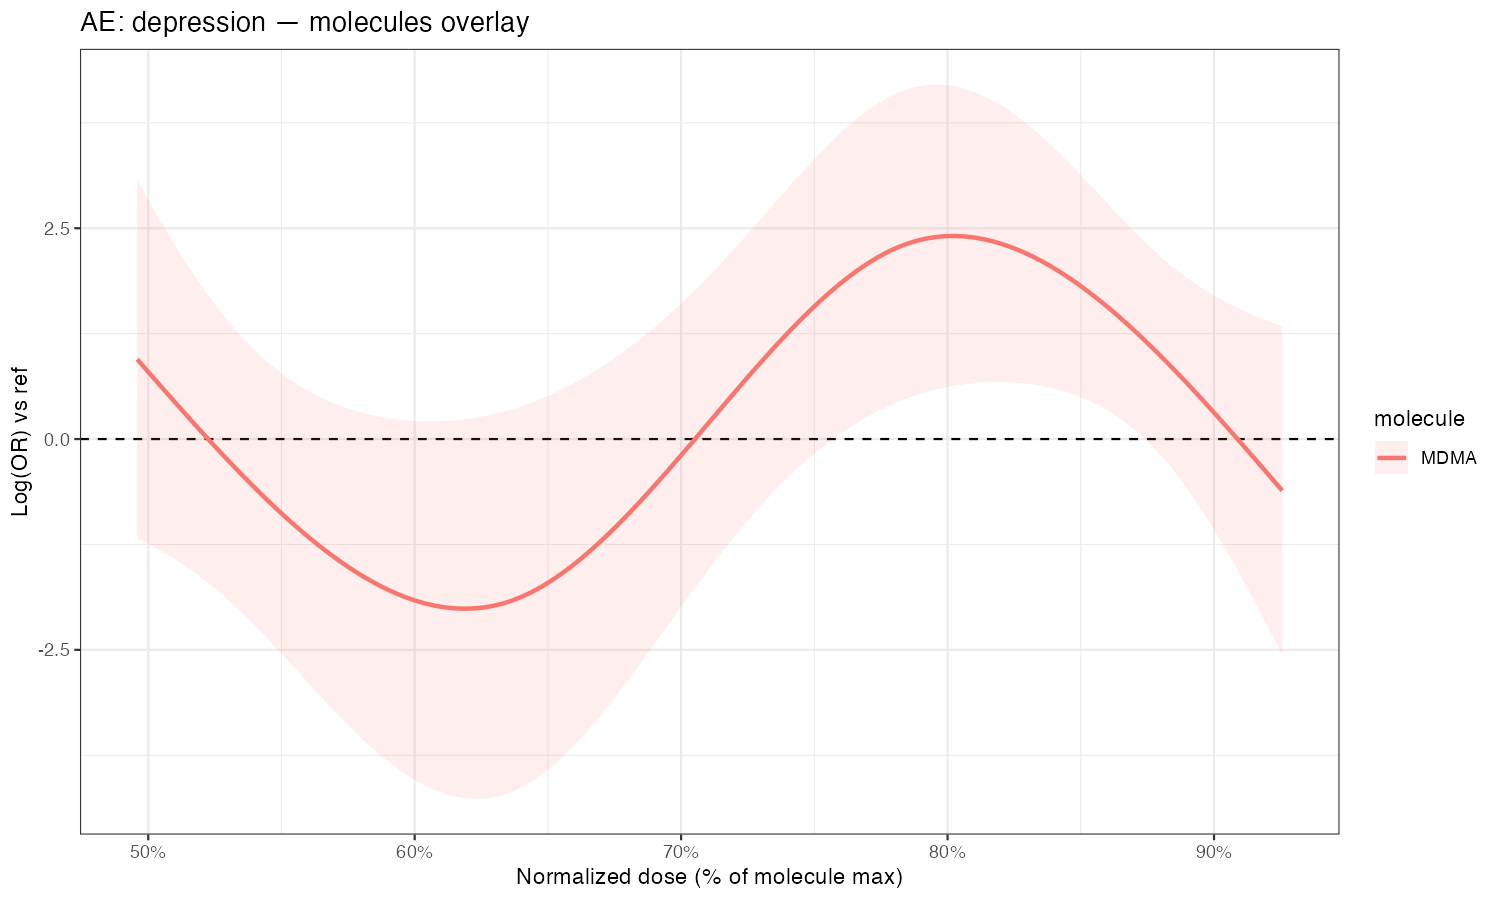 AE: depression — molecules overlay
Log(OR) vs ref
2.5
0.0
-2.5
50%
60%
70%
80%
90%
Normalized dose (% of molecule max)
molecule
MDMA